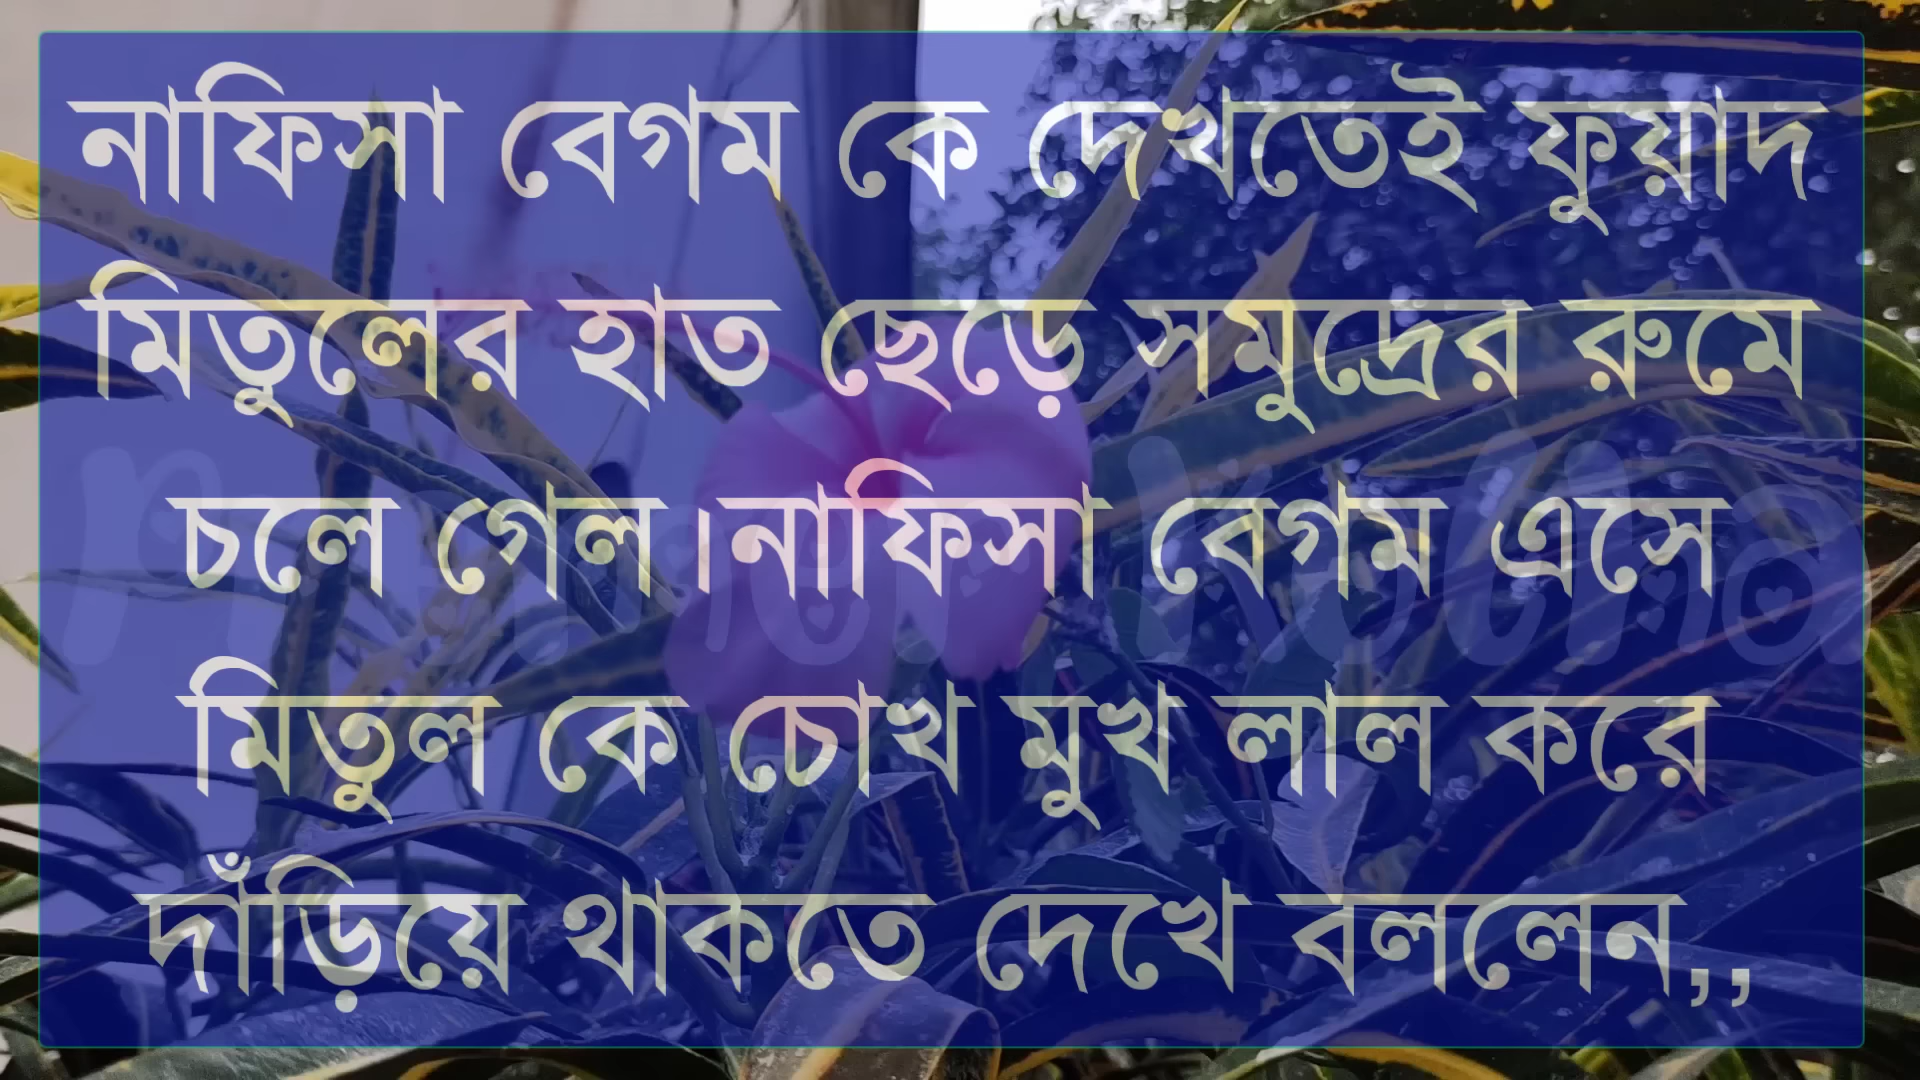 নাফিসা বেগম কে দেখতেই ফুয়াদ
মিতুলের হাত ছেড়ে সমুদ্রের রুমে
চলে গেল।নাফিসা বেগম এসে
মিতুল কে চোখ মুখ লাল করে
দাঁড়িয়ে থাকতে দেখে বললেন,,